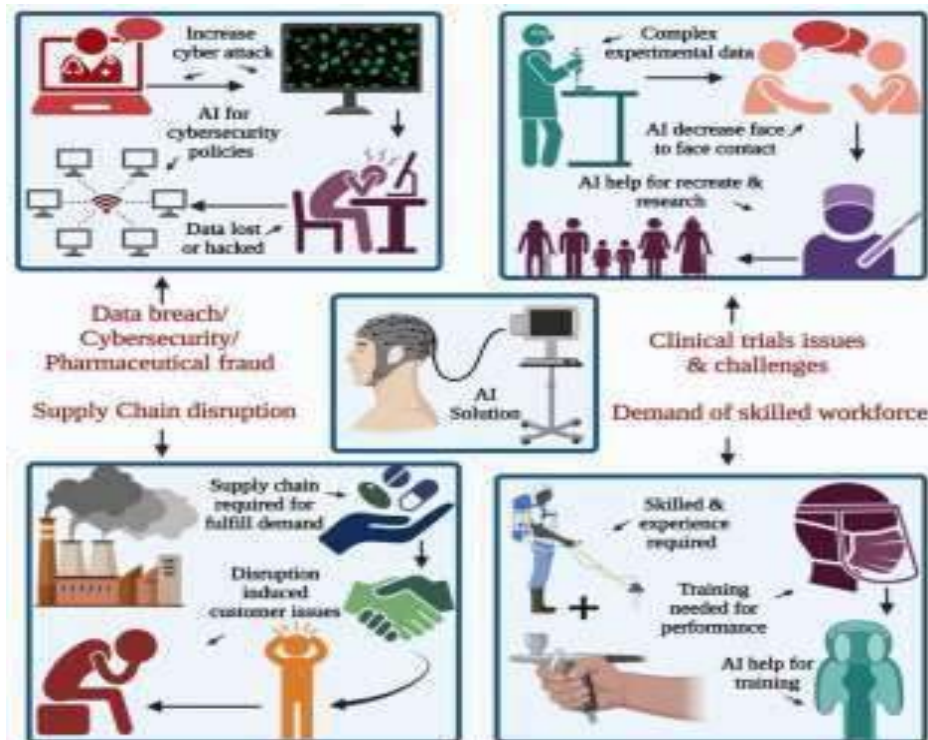 Increase
cyber attack
AI for
cybersecurity
policies
Data lost
or hacked
Complex
experimental data
AI decrease face
to face contact
AI help for recreate &
research
Data breach/
Cybersecurity/
Pharmaceutical fraud
Clinical trials issues
& challenges
AI
Solution
Supply Chain disruption
Demand of skilled workforce
Supply chain
required for
fulfill demand
Disruption
induced
customer issues
Skilled &
experience
required
Training
needed for
performance
AI help for
training